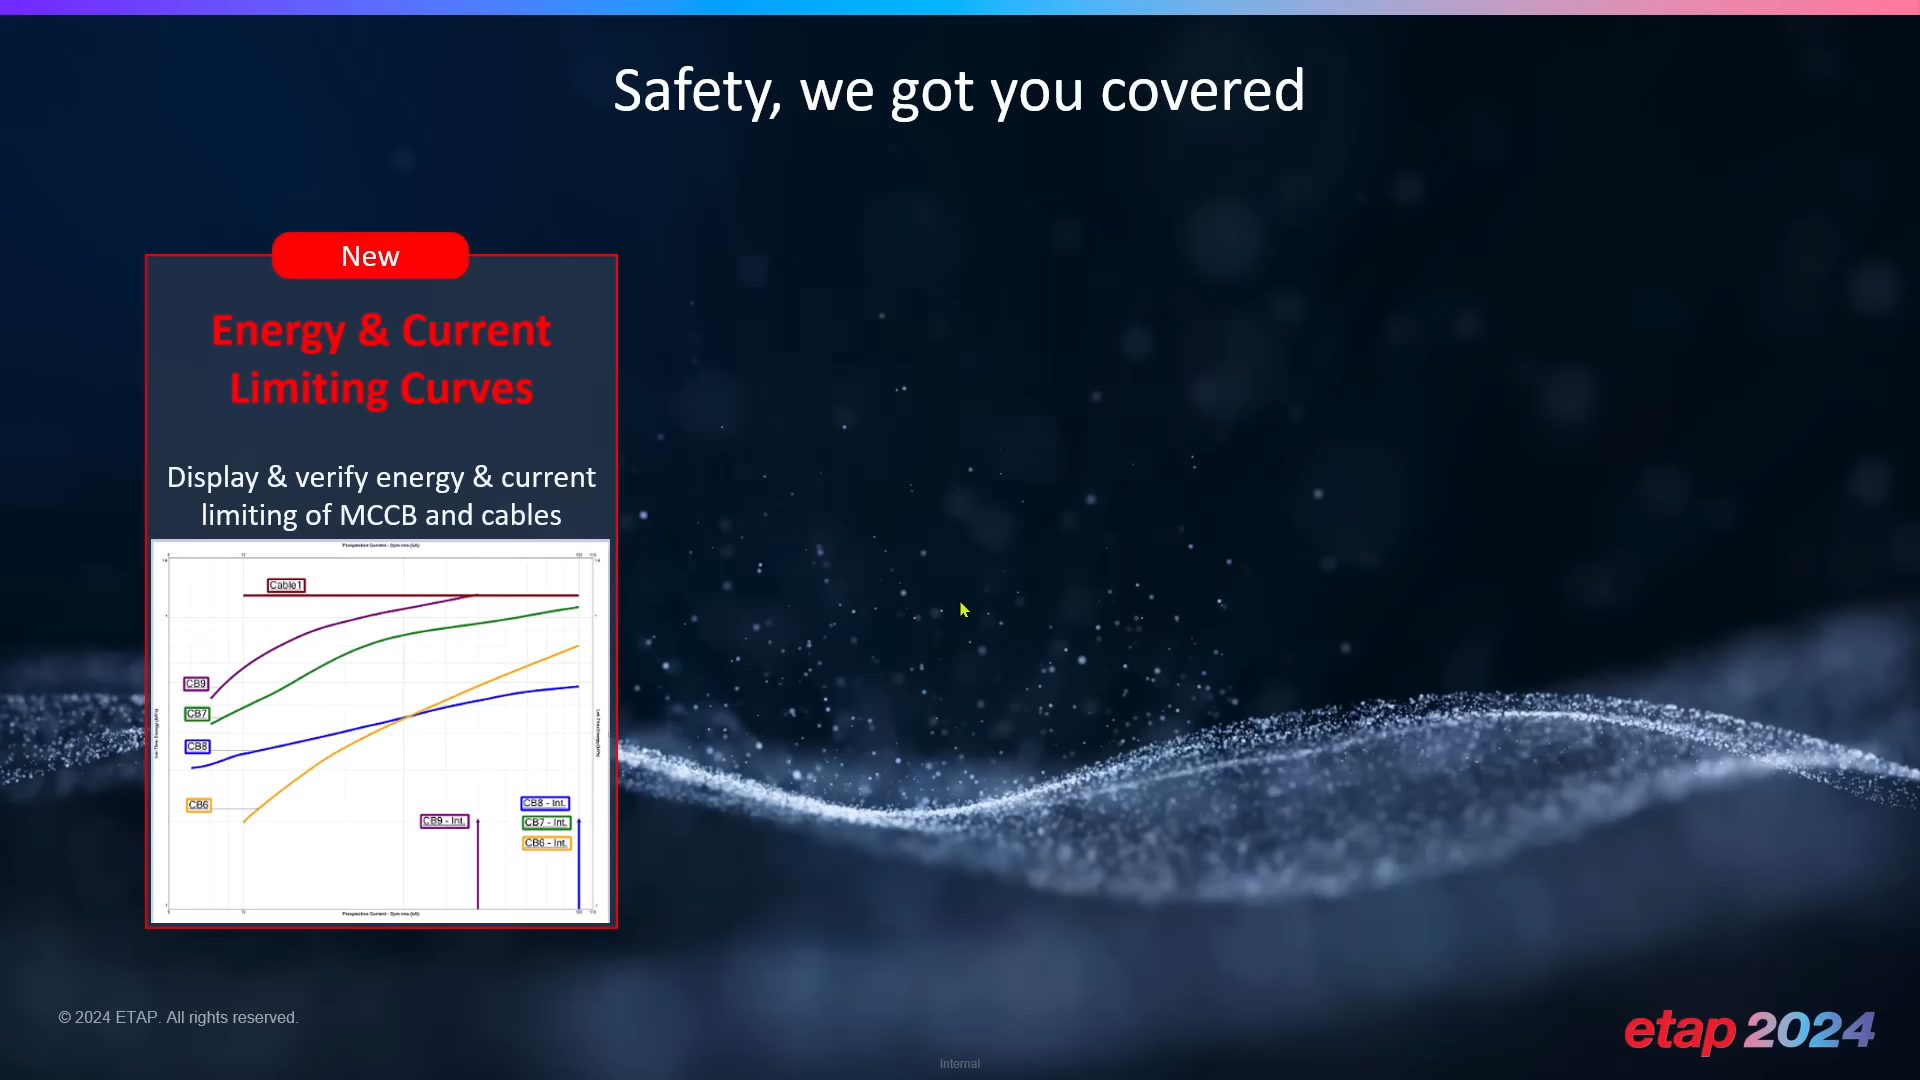 Safety, we got you covered
New
Energy & Current
Limiting Curves
Display & verify energy & current
limiting of MCCB and cables
Cable1
CB9
CB7
CB8
CB6
CB9 - Int.
CB8 - Int.
CB7 - Int.
CB6 - Int.
© 2024 ETAP. All rights reserved.
etap 2024
Internal